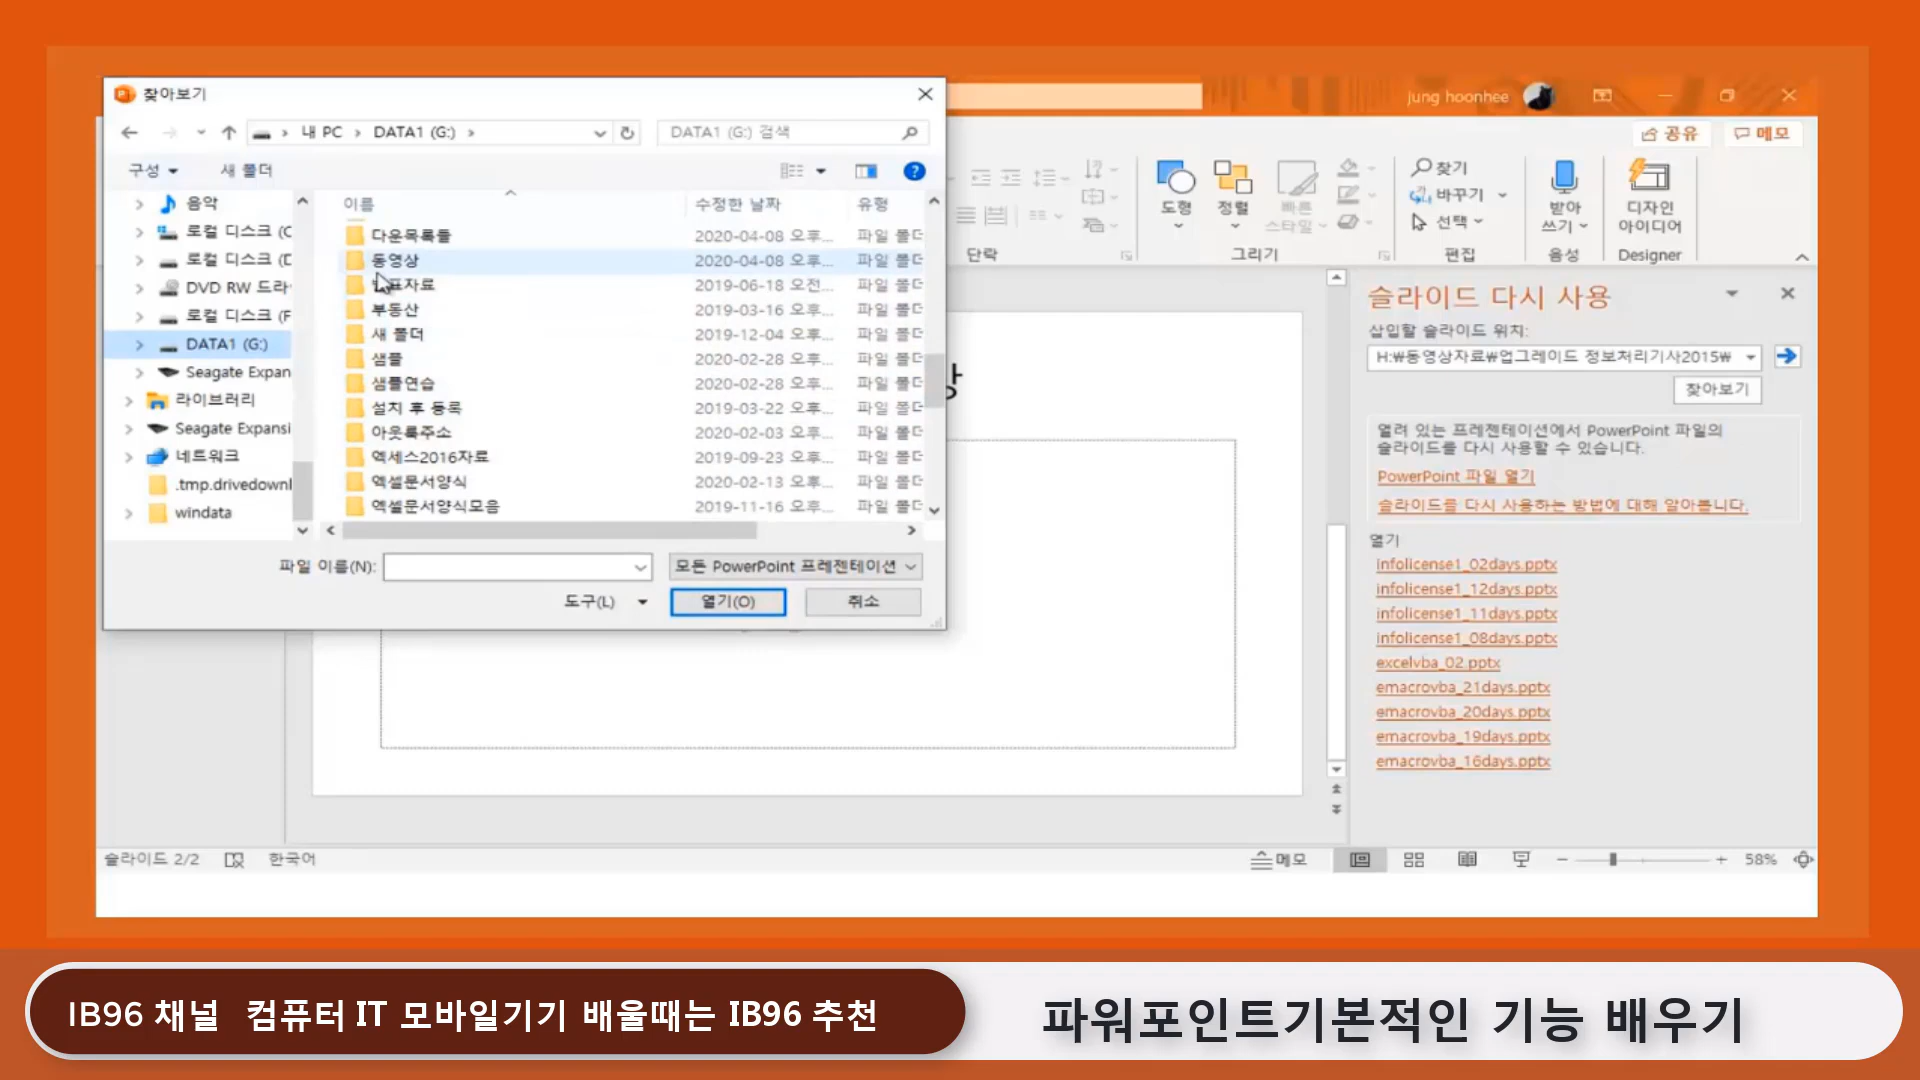 찾아보기
내 PC > DATA1 (G:) >
DATA1 (G:) 검색
구성
새 폴더
음악
로컬 디스크 (C
로컬 디스크 (D
DVD RW 드라
로컬 디스크 (F
DATA1 (G:)
Seagate Expan
라이브러리
Seagate Expansi
네트워크
.tmp.drivedownl
windata
이름 수정한 날짜 유형
다운목록들 2020-04-08 오후... 파일 폴더
동영상 2020-04-08 오후... 파일 폴더
표자료 2019-06-18 오전... 파일 폴더
부동산 2019-03-16 오후... 파일 폴더
새 폴더 2019-12-04 오후... 파일 폴더
샘플 2020-02-28 오후... 파일 폴더
샘플연습 2020-02-28 오후... 파일 폴더
설치 후 등록 2019-03-22 오후... 파일 폴더
아웃룩주소 2020-02-03 오후... 파일 폴더
엑세스2016자료 2019-09-23 오후... 파일 폴더
엑셀문서양식 2020-02-13 오후... 파일 폴더
엑셀문서양식모음 2019-11-16 오후... 파일 폴더
파일 이름(N):
모든 PowerPoint 프레젠테이션
도구(L)
열기(O)
취소
jung hoonhee
공유
메모
도형
정렬
빠른
스타일
찾기
바꾸기
선택
받아
쓰기
디자인
아이디어
단락
그리기
편집
음성
Designer
슬라이드 다시 사용
삽입할 슬라이드 위치:
H:₩동영상자료₩업그레이드 정보처리기사2015₩
찾아보기
열려 있는 프레젠테이션에서 PowerPoint 파일의
슬라이드를 다시 사용할 수 있습니다.
PowerPoint 파일 열기
슬라이드를 다시 사용하는 방법에 대해 알아봅니다.
열기
infolicense1_02days.pptx
infolicense1_12days.pptx
infolicense1_11days.pptx
infolicense1_08days.pptx
excelvba_02.pptx
emacrovba_21days.pptx
emacrovba_20days.pptx
emacrovba_19days.pptx
emacrovba_16days.pptx
슬라이드 2/2
한국어
메모
58%
IB96 채널 컴퓨터 IT 모바일기기 배울때는 IB96 추천
파워포인트기본적인 기능 배우기